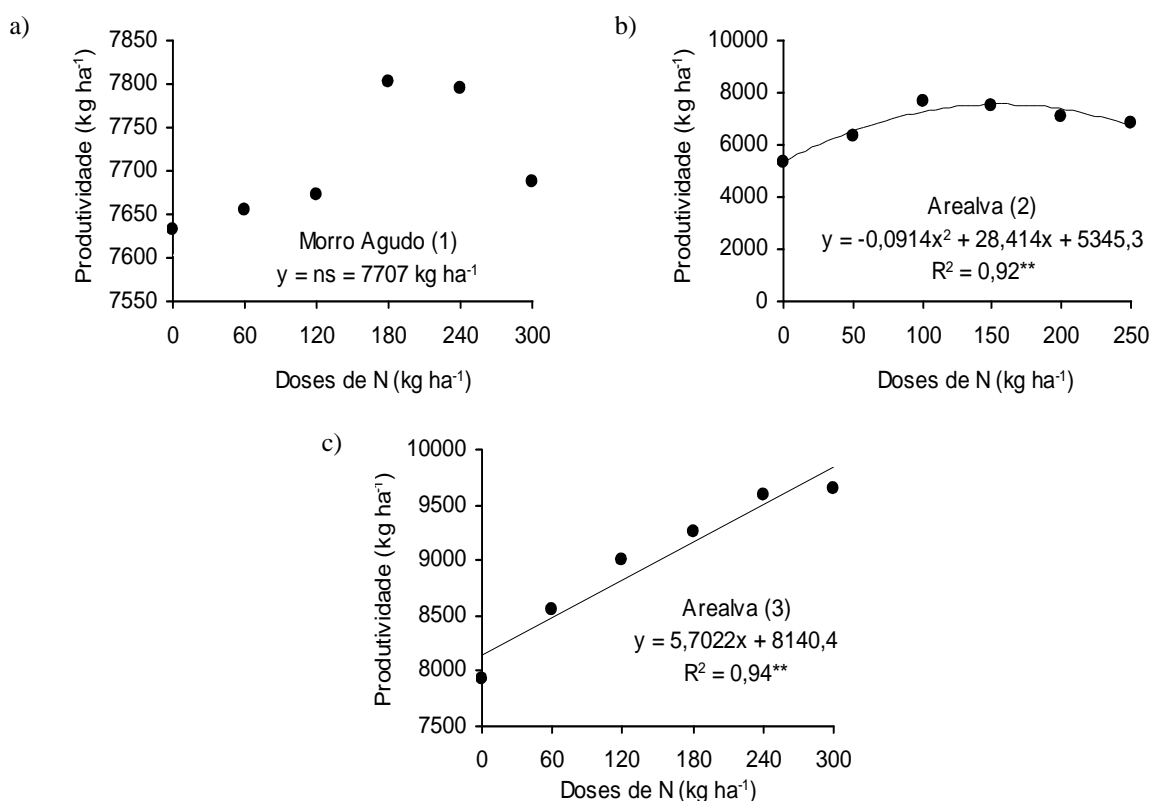 a)
Produtividade (kg ha⁻¹)
7850
7800
7750
7700
7650
7600
7550
Morro Agudo (1)
y = ns = 7707 kg ha⁻¹
0 60 120 180 240 300
Doses de N (kg ha⁻¹)
b)
Produtividade (kg ha⁻¹)
10000
8000
6000
4000
2000
0
Arealva (2)
y = -0,0914x² + 28,414x + 5345,3
R² = 0,92**
0 50 100 150 200 250
Doses de N (kg ha⁻¹)
c)
Produtividade (kg ha⁻¹)
10000
9500
9000
8500
8000
7500
Arealva (3)
y = 5,7022x + 8140,4
R² = 0,94**
0 60 120 180 240 300
Doses de N (kg ha⁻¹)